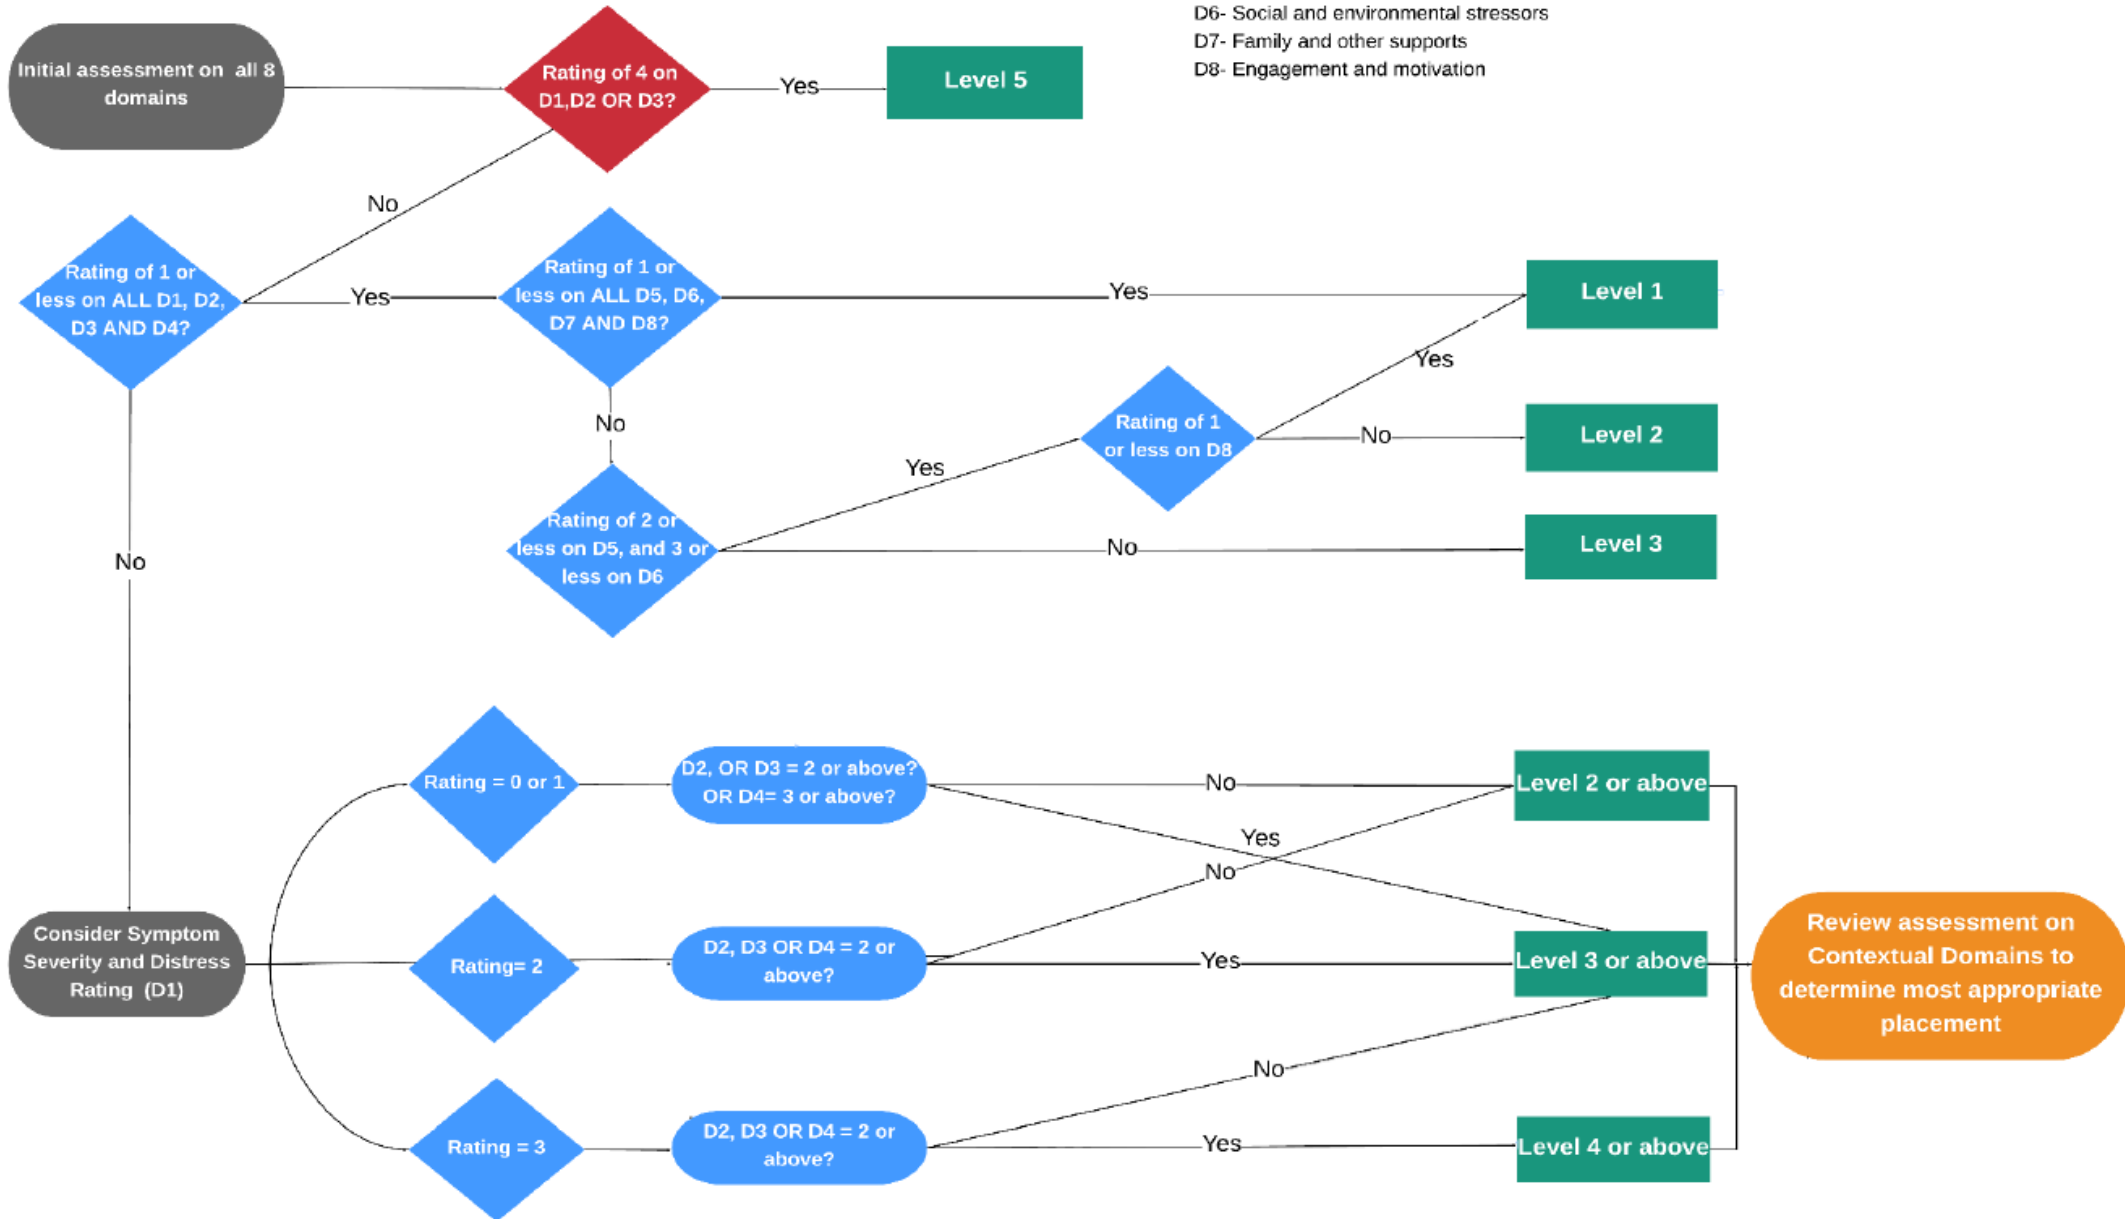 D6- Social and environmental stressors
D7- Family and other supports
D8- Engagement and motivation
Initial assessment on all 8
domains
Rating of 4 on
D1,D2 OR D3?
Yes
Level 5
No
Rating of 1 or
less on ALL D1, D2,
D3 AND D4?
Yes
Rating of 1 or
less on ALL D5, D6,
D7 AND D8?
Yes
Level 1
Yes
No
Rating of 1
or less on D8
No
Level 2
Yes
Rating of 2 or
less on D5, and 3 or
less on D6
No
Level 3
No
Rating = 0 or 1
D2, OR D3 = 2 or above?
OR D4= 3 or above?
No
Level 2 or above
Yes
No
Consider Symptom
Severity and Distress
Rating (D1)
Rating= 2
D2, D3 OR D4 = 2 or
above?
Yes
Level 3 or above
Review assessment on
Contextual Domains to
determine most appropriate
placement
No
Rating = 3
D2, D3 OR D4 = 2 or
above?
Yes
Level 4 or above